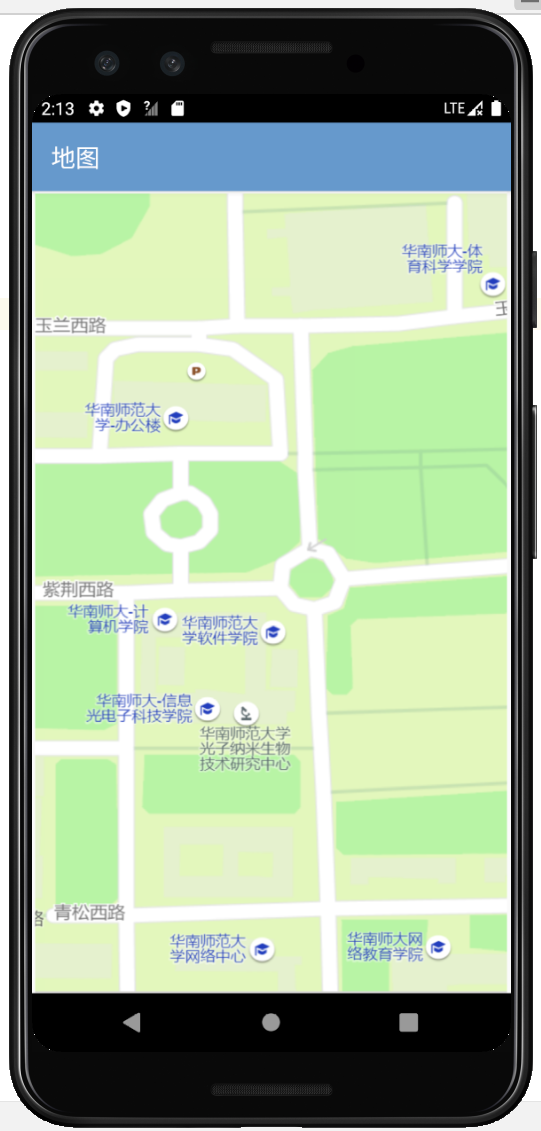 2:13
LTE
地图
华南师大-体
育科学学院
玉兰西路
P
华南师范大
学-办公楼
紫荆西路
华南师大-计
算机学院
华南师范大
学软件学院
华南师大-信息
光电子科技学院
华南师范大学
光子纳米生物
技术研究中心
路
青松西路
华南师范大
学网络中心
华南师大网
络教育学院